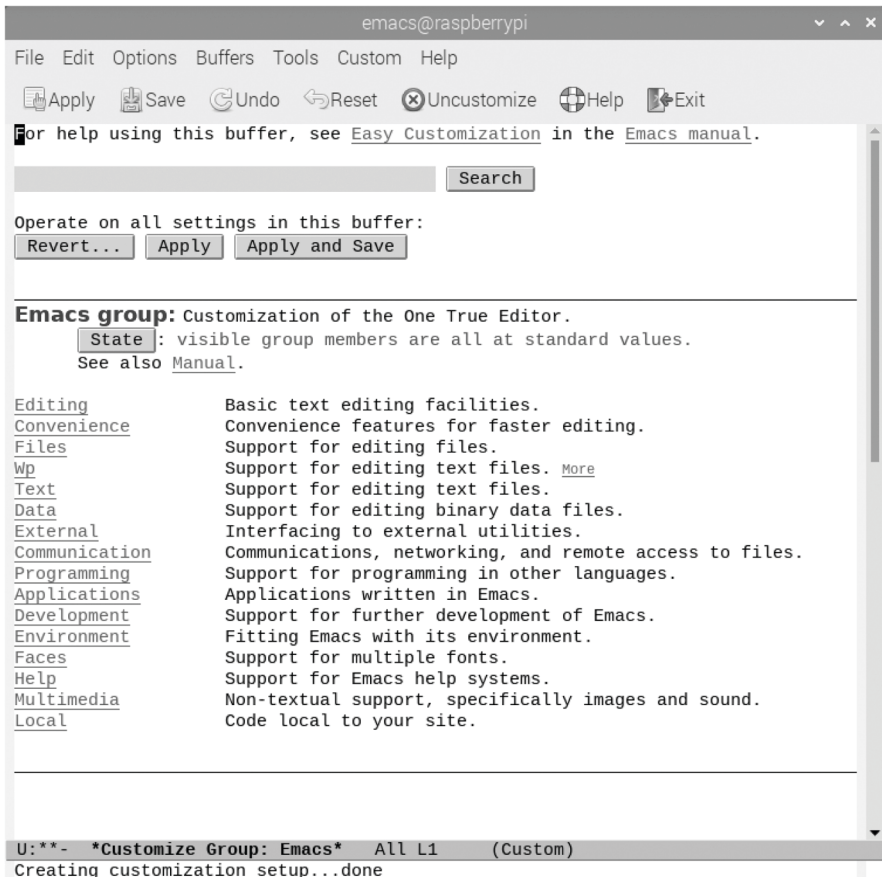 emacs@raspberrypi
File Edit Options Buffers Tools Custom Help
Apply Save Undo Reset Uncustomize Help Exit
For help using this buffer, see Easy Customization in the Emacs manual.
Search
Operate on all settings in this buffer:
Revert... Apply Apply and Save
Emacs group: Customization of the One True Editor.
State : visible group members are all at standard values.
See also Manual.
Editing Basic text editing facilities.
Convenience Convenience features for faster editing.
Files Support for editing files.
Wp Support for editing text files. More
Text Support for editing text files.
Data Support for editing binary data files.
External Interfacing to external utilities.
Communication Communications, networking, and remote access to files.
Programming Support for programming in other languages.
Applications Applications written in Emacs.
Development Support for further development of Emacs.
Environment Fitting Emacs with its environment.
Faces Support for multiple fonts.
Help Support for Emacs help systems.
Multimedia Non-textual support, specifically images and sound.
Local Code local to your site.
U:**- *Customize Group: Emacs* All L1 (Custom)
Creating customization setup...done